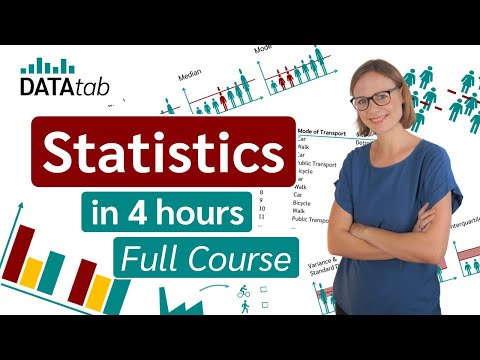 DATAtab
Median
Mode
Statistics
in 4 hours
Full Course
Mode of Transport
Car
Walk
Car
Public Transport
Bicycle
Car
Walk
8 Car
9 Bicycle
10 Walk
11 Public Transport
...
Variance &
Standard D
nterquartile